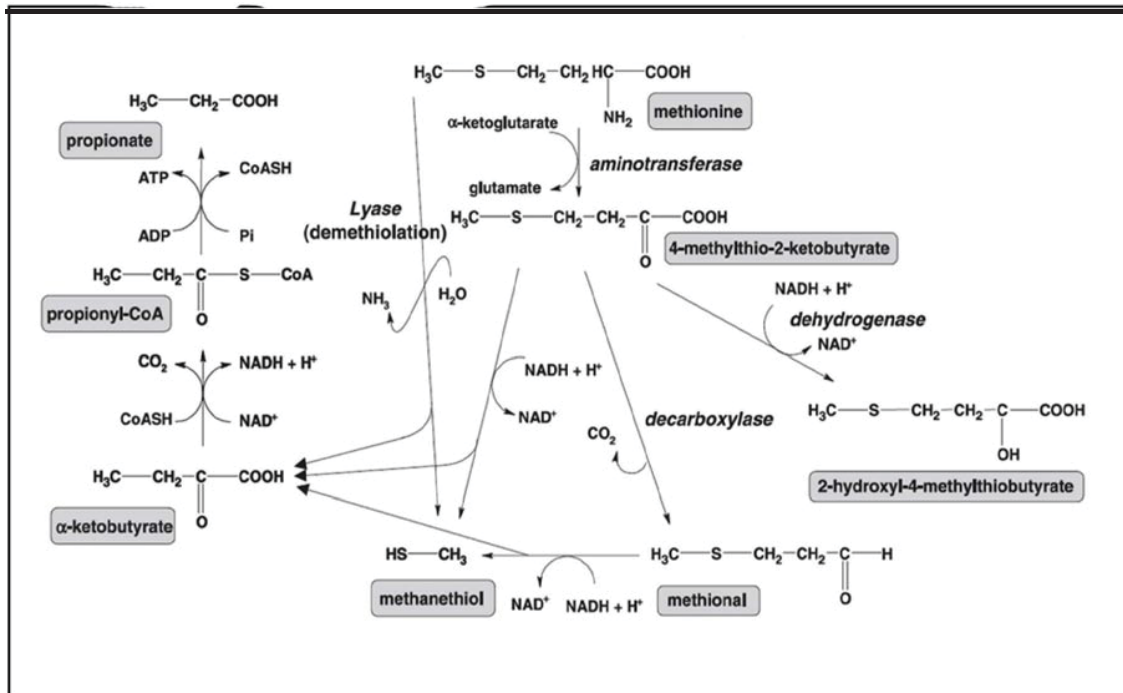 H₃C—S—CH₂—CH₂HC—COOH
NH₂
methionine
H₃C—CH₂—COOH
propionate
α-ketoglutarate
aminotransferase
glutamate
ATP
CoASH
ADP
Pi
Lyase
(demethiolation)
H₃C—S—CH₂—CH₂—C—COOH
O
4-methylthio-2-ketobutyrate
H₃C—CH₂—C—S—CoA
O
propionyl-CoA
NH₃
H₂O
NADH + H⁺
dehydrogenase
NAD⁺
CO₂
NADH + H⁺
CoASH
NAD⁺
NADH + H⁺
NAD⁺
CO₂
decarboxylase
H₃C—S—CH₂—CH₂—C—COOH
OH
2-hydroxyl-4-methylthiobutyrate
H₃C—CH₂—C—COOH
O
α-ketobutyrate
HS—CH₃
methanethiol
NAD⁺
NADH + H⁺
H₃C—S—CH₂—CH₂—C—H
O
methional